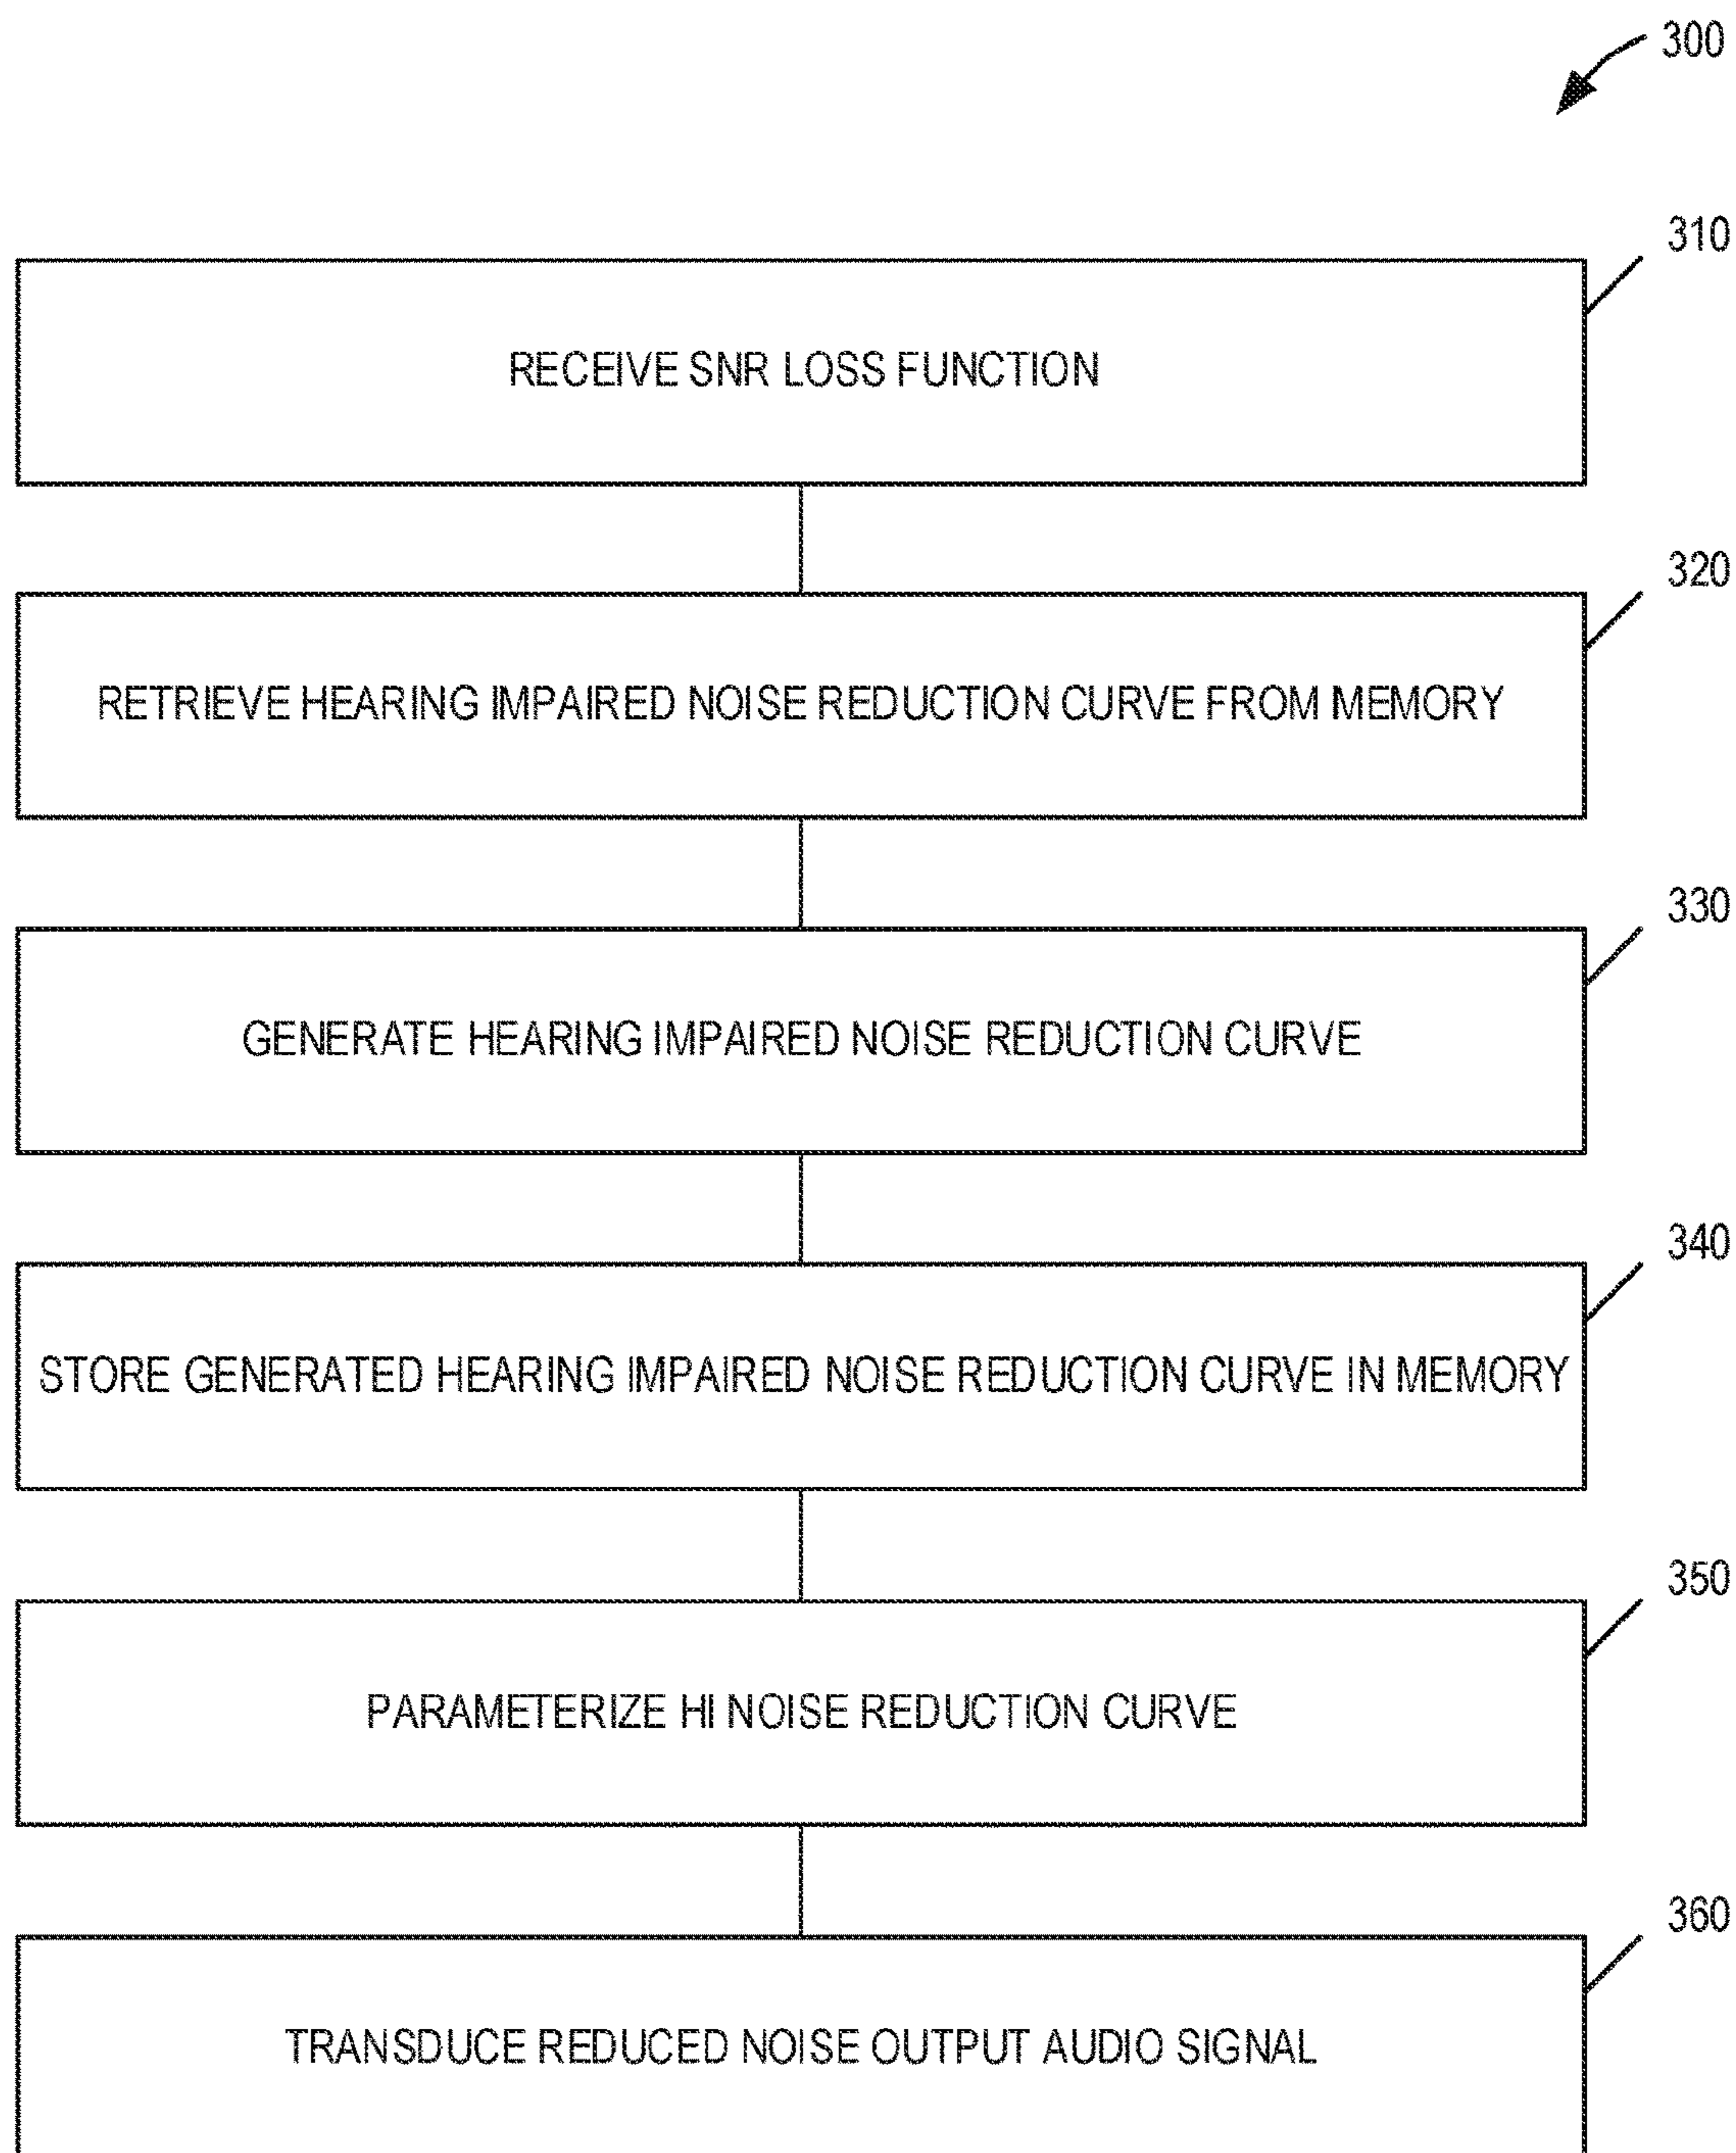 300
310
RECEIVE SNR LOSS FUNCTION
320
RETRIEVE HEARING IMPAIRED NOISE REDUCTION CURVE FROM MEMORY
330
GENERATE HEARING IMPAIRED NOISE REDUCTION CURVE
340
STORE GENERATED HEARING IMPAIRED NOISE REDUCTION CURVE IN MEMORY
350
PARAMETERIZE HI NOISE REDUCTION CURVE
360
TRANSDUCE REDUCED NOISE OUTPUT AUDIO SIGNAL